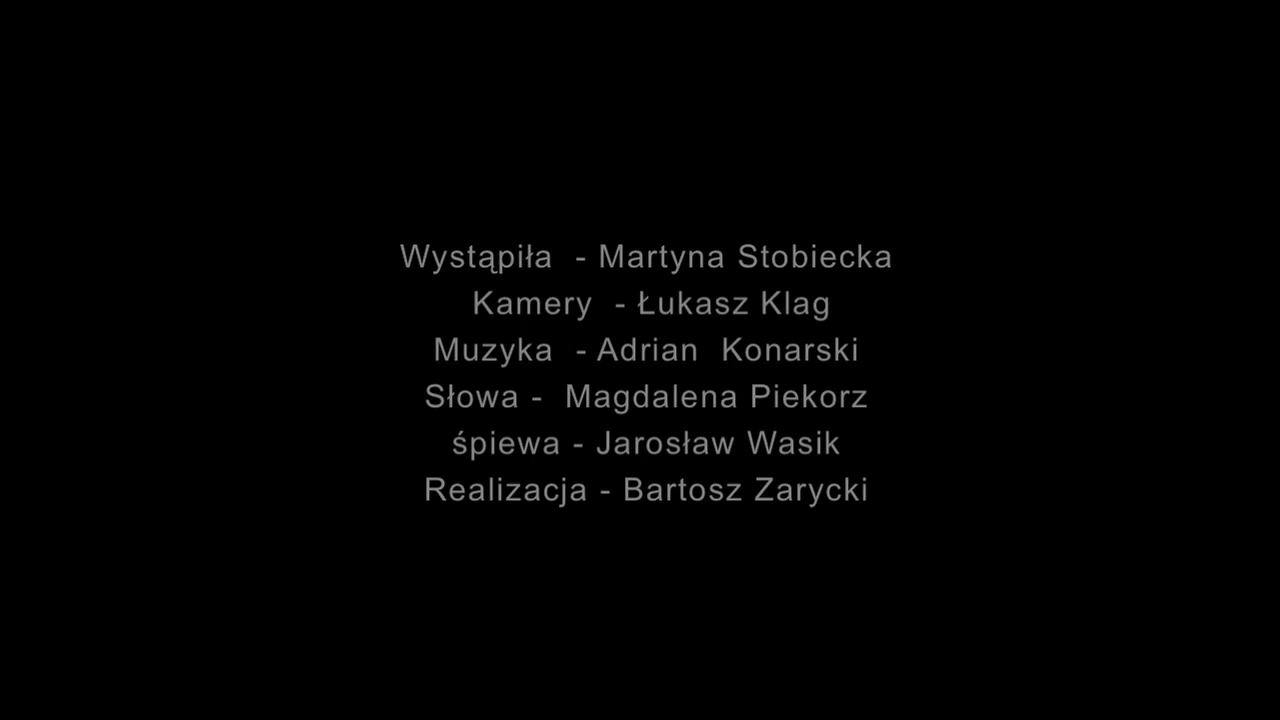 Wystąpiła  - Martyna Stobiecka
Kamery  - Łukasz Klag
Muzyka  - Adrian  Konarski
Słowa -  Magdalena Piekorz
śpiewa - Jarosław Wasik
Realizacja - Bartosz Zarycki